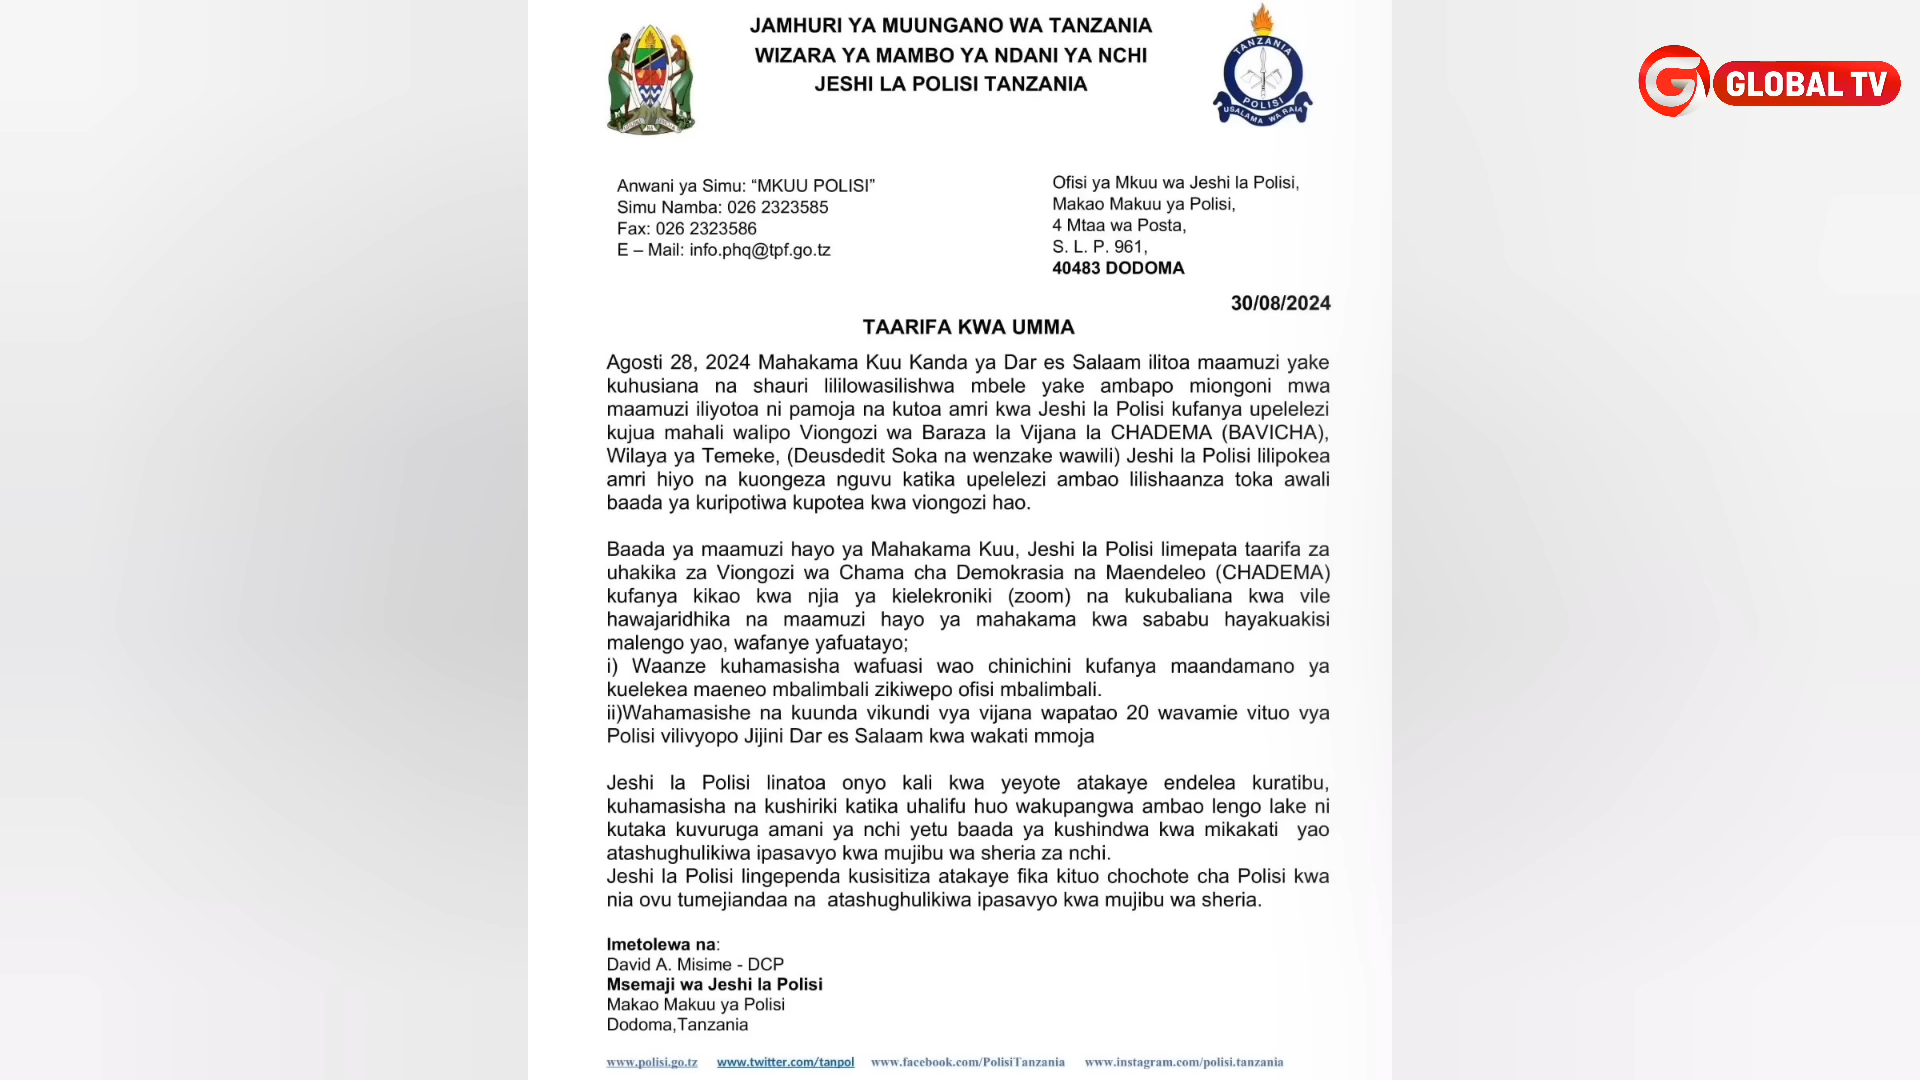 JAMHURI YA MUUNGANO WA TANZANIA
WIZARA YA MAMBO YA NDANI YA NCHI
JESHI LA POLISI TANZANIA
TANZANIA
POLISI
USALAMA WA RAIA
GLOBAL TV
Anwani ya Simu: “MKUU POLISI”
Simu Namba: 026 2323585
Fax: 026 2323586
E – Mail: info.phq@tpf.go.tz
Ofisi ya Mkuu wa Jeshi la Polisi,
Makao Makuu ya Polisi,
4 Mtaa wa Posta,
S. L. P. 961,
40483 DODOMA
30/08/2024
TAARIFA KWA UMMA
Agosti 28, 2024 Mahakama Kuu Kanda ya Dar es Salaam ilitoa maamuzi yake
kuhusiana na shauri lililowasilishwa mbele yake ambapo miongoni mwa
maamuzi iliyotoa ni pamoja na kutoa amri kwa Jeshi la Polisi kufanya upelelezi
kujua mahali walipo Viongozi wa Baraza la Vijana la CHADEMA (BAVICHA),
Wilaya ya Temeke, (Deusdedit Soka na wenzake wawili) Jeshi la Polisi lilipokea
amri hiyo na kuongeza nguvu katika upelelezi ambao lilishaanza toka awali
baada ya kuripotiwa kupotea kwa viongozi hao.
Baada ya maamuzi hayo ya Mahakama Kuu, Jeshi la Polisi limepata taarifa za
uhakika za Viongozi wa Chama cha Demokrasia na Maendeleo (CHADEMA)
kufanya kikao kwa njia ya kielekroniki (zoom) na kukubaliana kwa vile
hawajaridhika na maamuzi hayo ya mahakama kwa sababu hayakuakisi
malengo yao, wafanye yafuatayo;
i) Waanze kuhamasisha wafuasi wao chinichini kufanya maandamano ya
kuelekea maeneo mbalimbali zikiwepo ofisi mbalimbali.
ii)Wahamasishe na kuunda vikundi vya vijana wapatao 20 wavamie vituo vya
Polisi vilivyopo Jijini Dar es Salaam kwa wakati mmoja
Jeshi la Polisi linatoa onyo kali kwa yeyote atakaye endelea kuratibu,
kuhamasisha na kushiriki katika uhalifu huo wakupangwa ambao lengo lake ni
kutaka kuvuruga amani ya nchi yetu baada ya kushindwa kwa mikakati yao
atashughulikiwa ipasavyo kwa mujibu wa sheria za nchi.
Jeshi la Polisi lingependa kusisitiza atakaye fika kituo chochote cha Polisi kwa
nia ovu tumejiandaa na atashughulikiwa ipasavyo kwa mujibu wa sheria.
Imetolewa na:
David A. Misime - DCP
Msemaji wa Jeshi la Polisi
Makao Makuu ya Polisi
Dodoma,Tanzania
www.polisi.go.tz www.twitter.com/tanpol www.facebook.com/PolisiTanzania www.instagram.com/polisi.tanzania